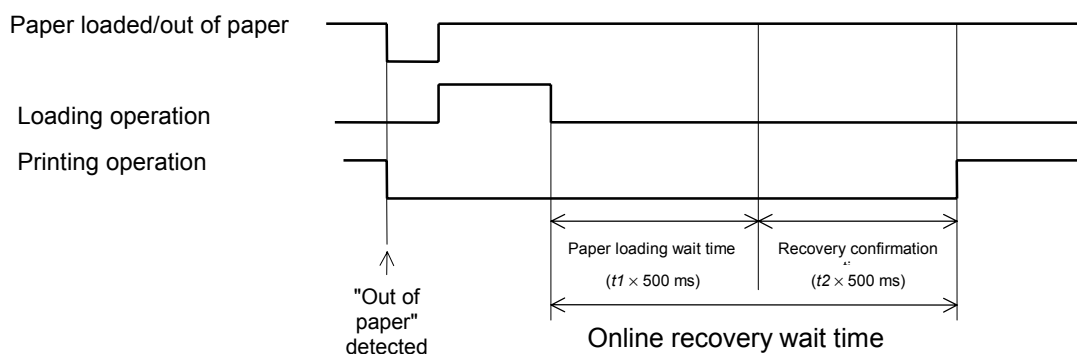 Paper loaded/out of paper
Loading operation
Printing operation
Paper loading wait time
(t1 × 500 ms)
Recovery confirmation
(t2 × 500 ms)
"Out of
paper"
detected
Online recovery wait time